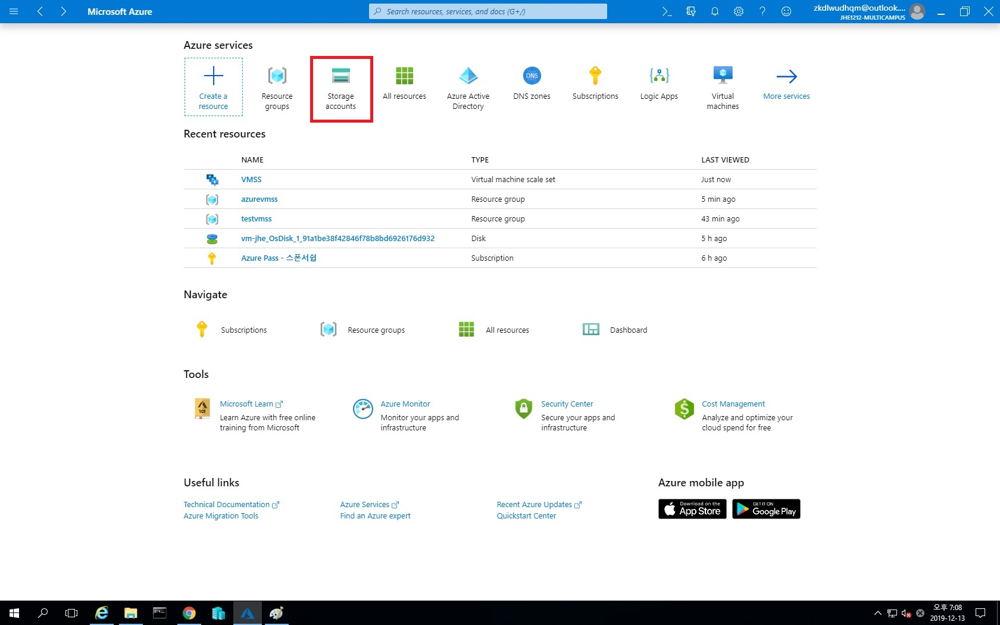 Microsoft Azure
Search resources, services, and docs (G+/)
zkdlwudhqm@outlook....
JHE1212-MULTICAMPUS
Azure services
Create a
resource
Resource
groups
Storage
accounts
All resources
Azure Active
Directory
DNS
DNS zones
Subscriptions
Logic Apps
Virtual
machines
More services
Recent resources
NAME TYPE LAST VIEWED
VMSS Virtual machine scale set Just now
azurevmss Resource group 5 min ago
testvmss Resource group 43 min ago
vm-jhe_OsDisk_1_91a1be38f42846f78b8bd6926176d932 Disk 5 h ago
Azure Pass - 스폰서쉽 Subscription 6 h ago
Navigate
Subscriptions Resource groups All resources Dashboard
Tools
101
Microsoft Learn
Learn Azure with free online
training from Microsoft
Azure Monitor
Monitor your apps and
infrastructure
Security Center
Secure your apps and
infrastructure
Cost Management
Analyze and optimize your
cloud spend for free
Useful links
Technical Documentation
Azure Migration Tools
Azure Services
Find an Azure expert
Recent Azure Updates
Quickstart Center
Azure mobile app
Download on the
App Store
GET IT ON
Google Play
오후 7:08
2019-12-13